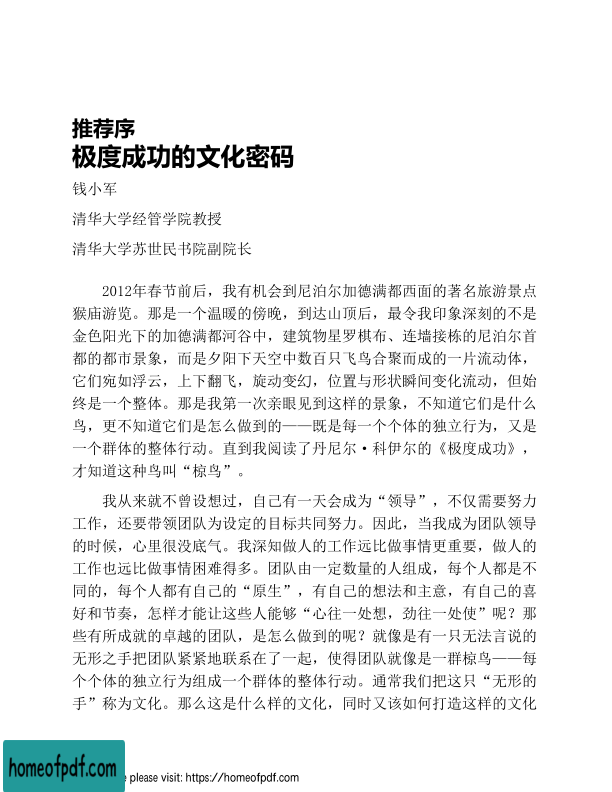 推荐序
极度成功的文化密码
钱小军
清华大学经管学院教授
清华大学苏世民书院副院长
2012年春节前后，我有机会到尼泊尔加德满都西面的著名旅游景点
猴庙游览。那是一个温暖的傍晚，到达山顶后，最令我印象深刻的不是
金色阳光下的加德满都河谷中，建筑物星罗棋布、连墙接栋的尼泊尔首
都的都市景象，而是夕阳下天空中数百只飞鸟合聚而成的一片流动体，
它们宛如浮云，上下翻飞，旋动变幻，位置与形状瞬间变化流动，但始
终是一个整体。那是我第一次亲眼见到这样的景象，不知道它们是什么
鸟，更不知道它们是怎么做到的——既是每一个个体的独立行为，又是
一个群体的整体行动。直到我阅读了丹尼尔·科伊尔的《极度成功》，
才知道这种鸟叫“椋鸟”。
我从来就不曾设想过，自己有一天会成为“领导”，不仅需要努力
工作，还要带领团队为设定的目标共同努力。因此，当我成为团队领导
的时候，心里很没底气。我深知做人的工作远比做事情更重要，做人的
工作也远比做事情困难得多。团队由一定数量的人组成，每个人都是不
同的，每个人都有自己的“原生”，有自己的想法和主意，有自己的喜
好和节奏，怎样才能让这些人能够“心往一处想，劲往一处使”呢？那
些有所成就的卓越的团队，是怎么做到的呢？就像是有一只无法言说的
无形之手把团队紧紧地联系在了一起，使得团队就像是一群椋鸟——每
个个体的独立行为组成一个群体的整体行动。通常我们把这只“无形的
手”称为文化。那么这是什么样的文化，同时又该如何打造这样的文化
homeofpdf.com
e please visit: https://homeofpdf.com